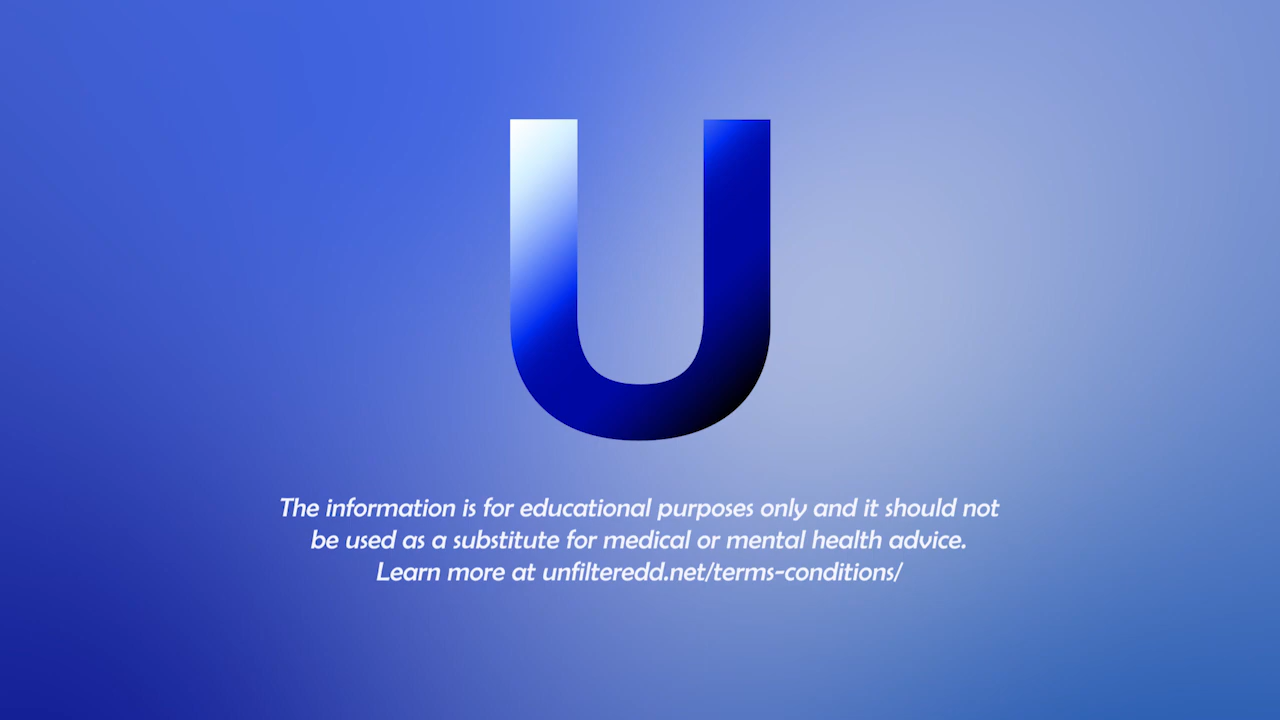 U
The information is for educational purposes only and it should not
be used as a substitute for medical or mental health advice.
Learn more at unfilteredd.net/terms-conditions/